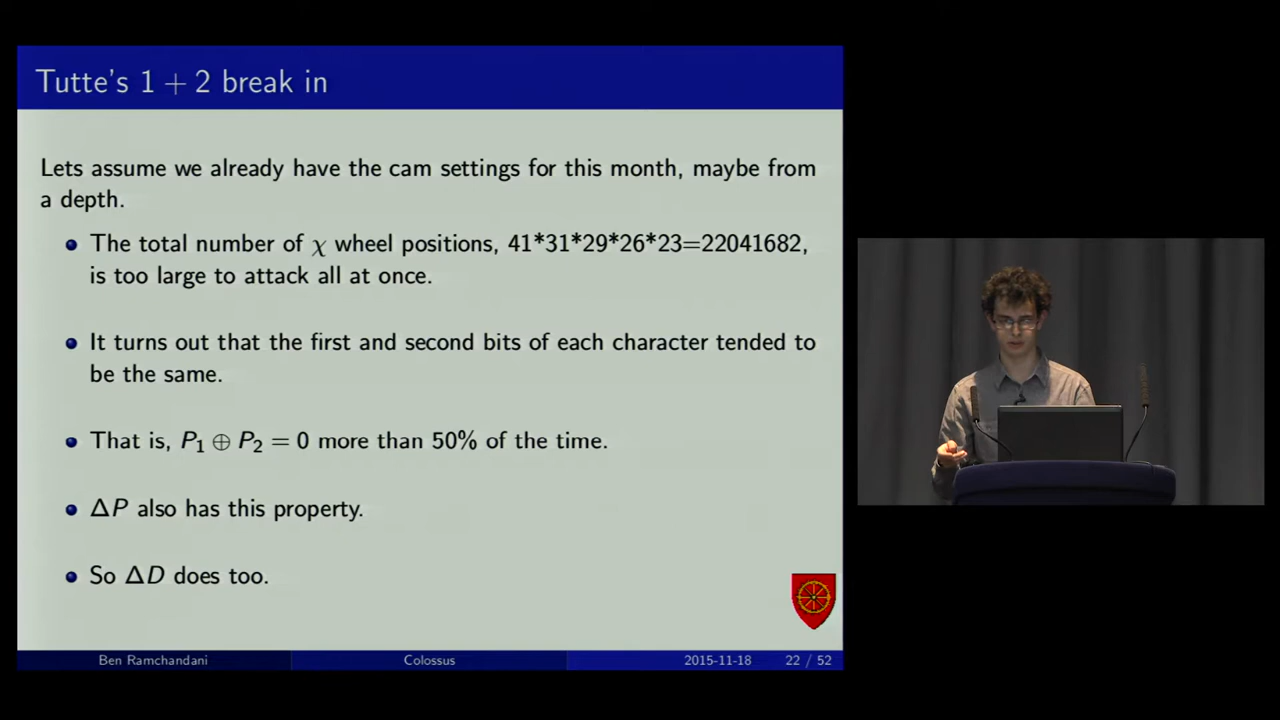 Tutte's 1 + 2 break in
Lets assume we already have the cam settings for this month, maybe from
a depth.
The total number of χ wheel positions, 41*31*29*26*23=22041682,
is too large to attack all at once.
It turns out that the first and second bits of each character tended to
be the same.
That is, P₁ ⊕ P₂ = 0 more than 50% of the time.
ΔP also has this property.
So ΔD does too.
Ben Ramchandani Colossus 2015-11-18 22 / 52